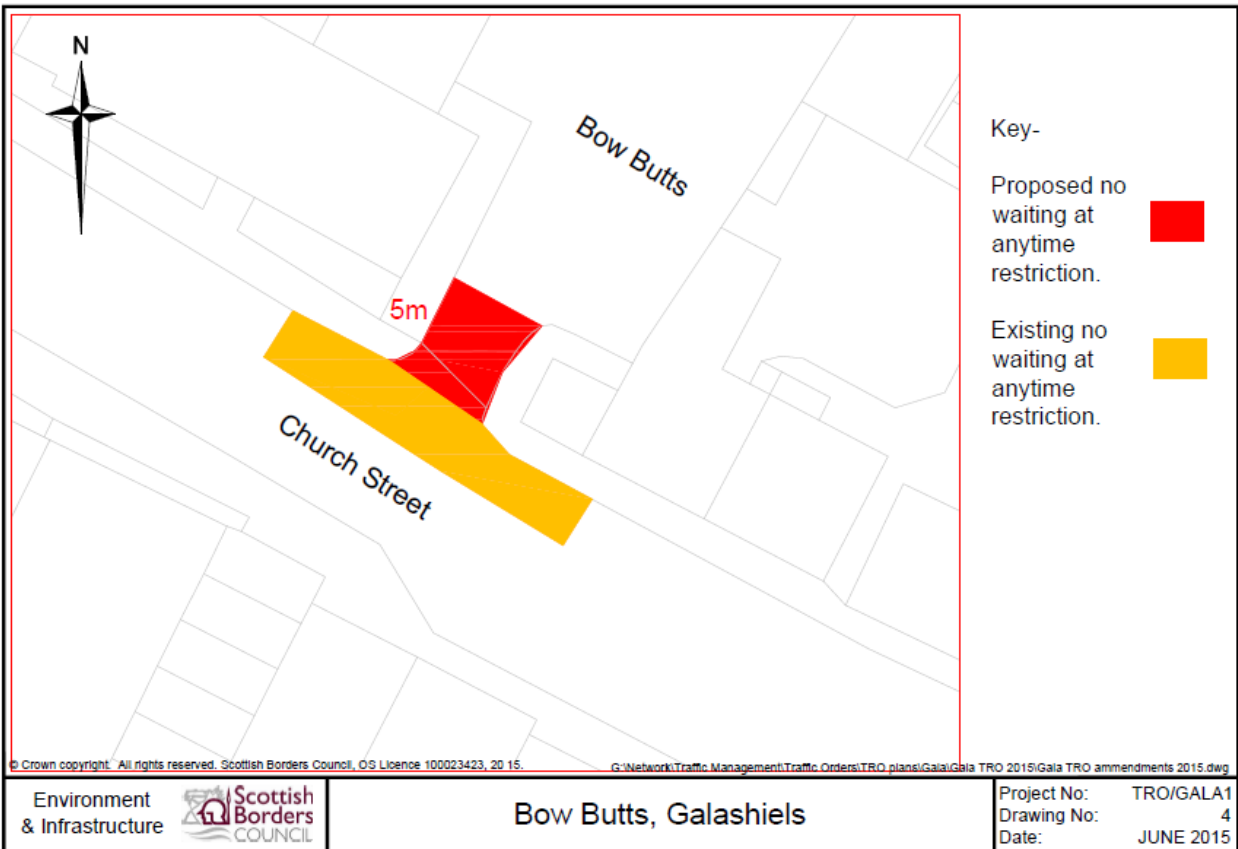 N
Bow Butts
5m
Church Street
Key-
Proposed no
waiting at
anytime
restriction.
Existing no
waiting at
anytime
restriction.
© Crown copyright. All rights reserved. Scottish Borders Council, OS Licence 100023423, 20 15.
G:\Network\Traffic Management\Traffic Orders\TRO plans\Gala\Gala TRO 2015\Gala TRO ammendments 2015.dwg
Environment
& Infrastructure
Scottish
Borders
COUNCIL
Bow Butts, Galashiels
Project No: TRO/GALA1
Drawing No: 4
Date: JUNE 2015